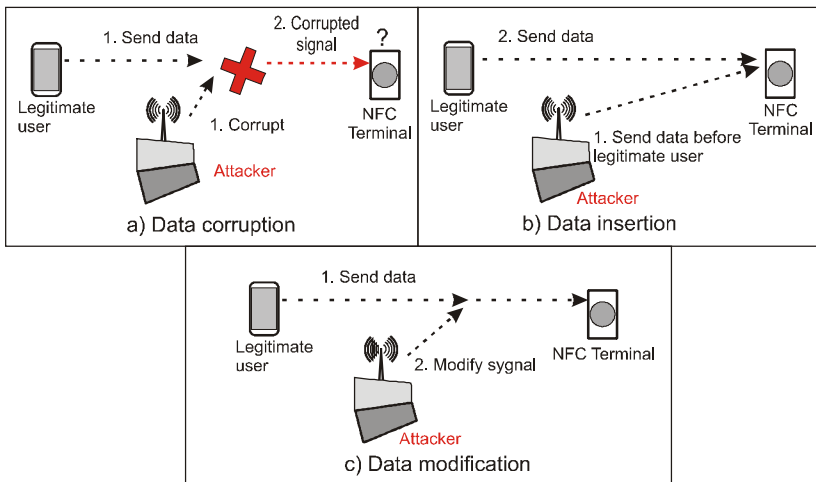 1. Send data
2. Corrupted
signal
?
Legitimate
user
1. Corrupt
NFC
Terminal
Attacker
a) Data corruption
2. Send data
Legitimate
user
NFC
Terminal
1. Send data before
legitimate user
Attacker
b) Data insertion
1. Send data
Legitimate
user
2. Modify sygnal
NFC Terminal
Attacker
c) Data modification